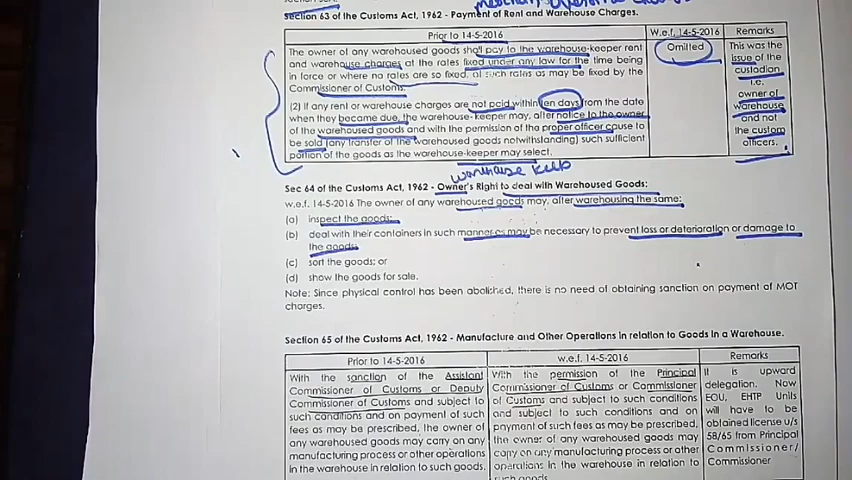 Section 63 of the Customs Act, 1962 - Payment of Rent and Warehouse Charges.
Prior to 14-5-2016
W.e.f. 14-5-2016
Remarks
The owner of any warehoused goods shall pay to the warehouse-keeper rent
and warehouse charges at the rates fixed under any law for the time being
in force or where no rates are so fixed, at such rates as may be fixed by the
Commissioner of Customs.
(2) If any rent or warehouse charges are not paid within ten days from the date
when they became due, the warehouse-keeper may, after notice to the owner
of the warehoused goods and with the permission of the proper officer cause to
be sold (any transfer of the warehoused goods notwithstanding) such sufficient
portion of the goods as the warehouse-keeper may select.
Omitted
This was the
issue of the
custodian
i.e.
owner of
warehouse
and not
the custom
officers.
warehouse keep
Sec 64 of the Customs Act, 1962 - Owner's Right to deal with Warehoused Goods:
w.e.f. 14-5-2016 The owner of any warehoused goods may, after warehousing the same:
(a) inspect the goods;
(b) deal with their containers in such manner as may be necessary to prevent loss or deterioration or damage to
the goods;
(c) sort the goods; or
(d) show the goods for sale.
Note: Since physical control has been abolished, there is no need of obtaining sanction on payment of MOT
charges.
Section 65 of the Customs Act, 1962 - Manufacture and Other Operations in relation to Goods in a Warehouse.
Prior to 14-5-2016
w.e.f. 14-5-2016
Remarks
With the sanction of the Assistant
Commissioner of Customs or Deputy
Commissioner of Customs and subject to
such conditions and on payment of such
fees as may be prescribed, the owner of
any warehoused goods may carry on any
manufacturing process or other operations
in the warehouse in relation to such goods.
With the permission of the Principal
Commissioner of Customs or Commissioner
of Customs and subject to such conditions
and subject to such conditions and on
payment of such fees as may be prescribed,
the owner of any warehoused goods may
carry on any manufacturing process or other
operations in the warehouse in relation to
such goods
It is upward
delegation. Now
EOU, EHTP Units
will have to be
obtained license u/s
58/65 from Principal
Commissioner/
Commissioner